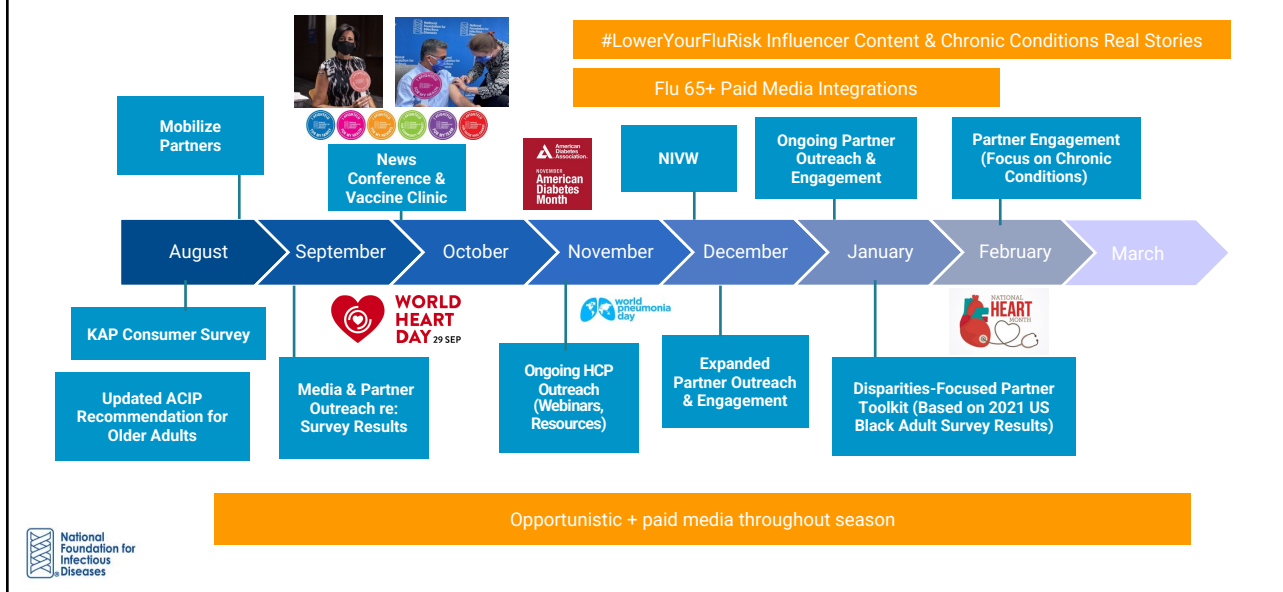 #LowerYourFluRisk Influencer Content & Chronic Conditions Real Stories
Flu 65+ Paid Media Integrations
National
Foundation for
Infectious
Diseases
Mobilize
Partners
News
Conference &
Vaccine Clinic
American
Diabetes
Association.
NOVEMBER
American
Diabetes
Month
NIVW
Ongoing Partner
Outreach &
Engagement
Partner Engagement
(Focus on Chronic
Conditions)
August
September
October
November
December
January
February
March
KAP Consumer Survey
Updated ACIP
Recommendation for
Older Adults
Media & Partner
Outreach re:
Survey Results
WORLD
HEART
DAY 29 SEP
Ongoing HCP
Outreach
(Webinars,
Resources)
world
pneumonia
day
Expanded
Partner Outreach
& Engagement
Disparities-Focused Partner
Toolkit (Based on 2021 US
Black Adult Survey Results)
NATIONAL
HEART
MONTH
Opportunistic + paid media throughout season
National
Foundation for
Infectious
®Diseases